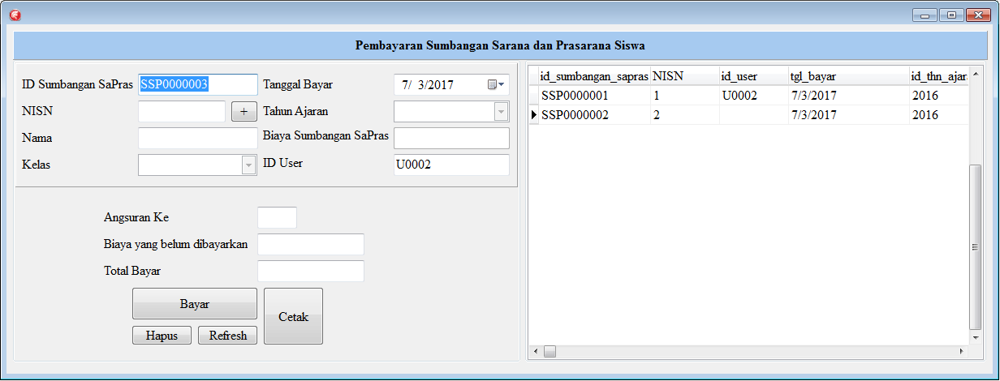 Pembayaran Sumbangan Sarana dan Prasarana Siswa
ID Sumbangan SaPras SSP0000003 Tanggal Bayar 7/ 3/2017
NISN + Tahun Ajaran
Nama Biaya Sumbangan SaPras
Kelas ID User U0002
Angsuran Ke
Biaya yang belum dibayarkan
Total Bayar
Bayar
Cetak
Hapus Refresh
id_sumbangan_sapras NISN id_user tgl_bayar id_thn_ajar
SSP0000001 1 U0002 7/3/2017 2016
SSP0000002 2 7/3/2017 2016